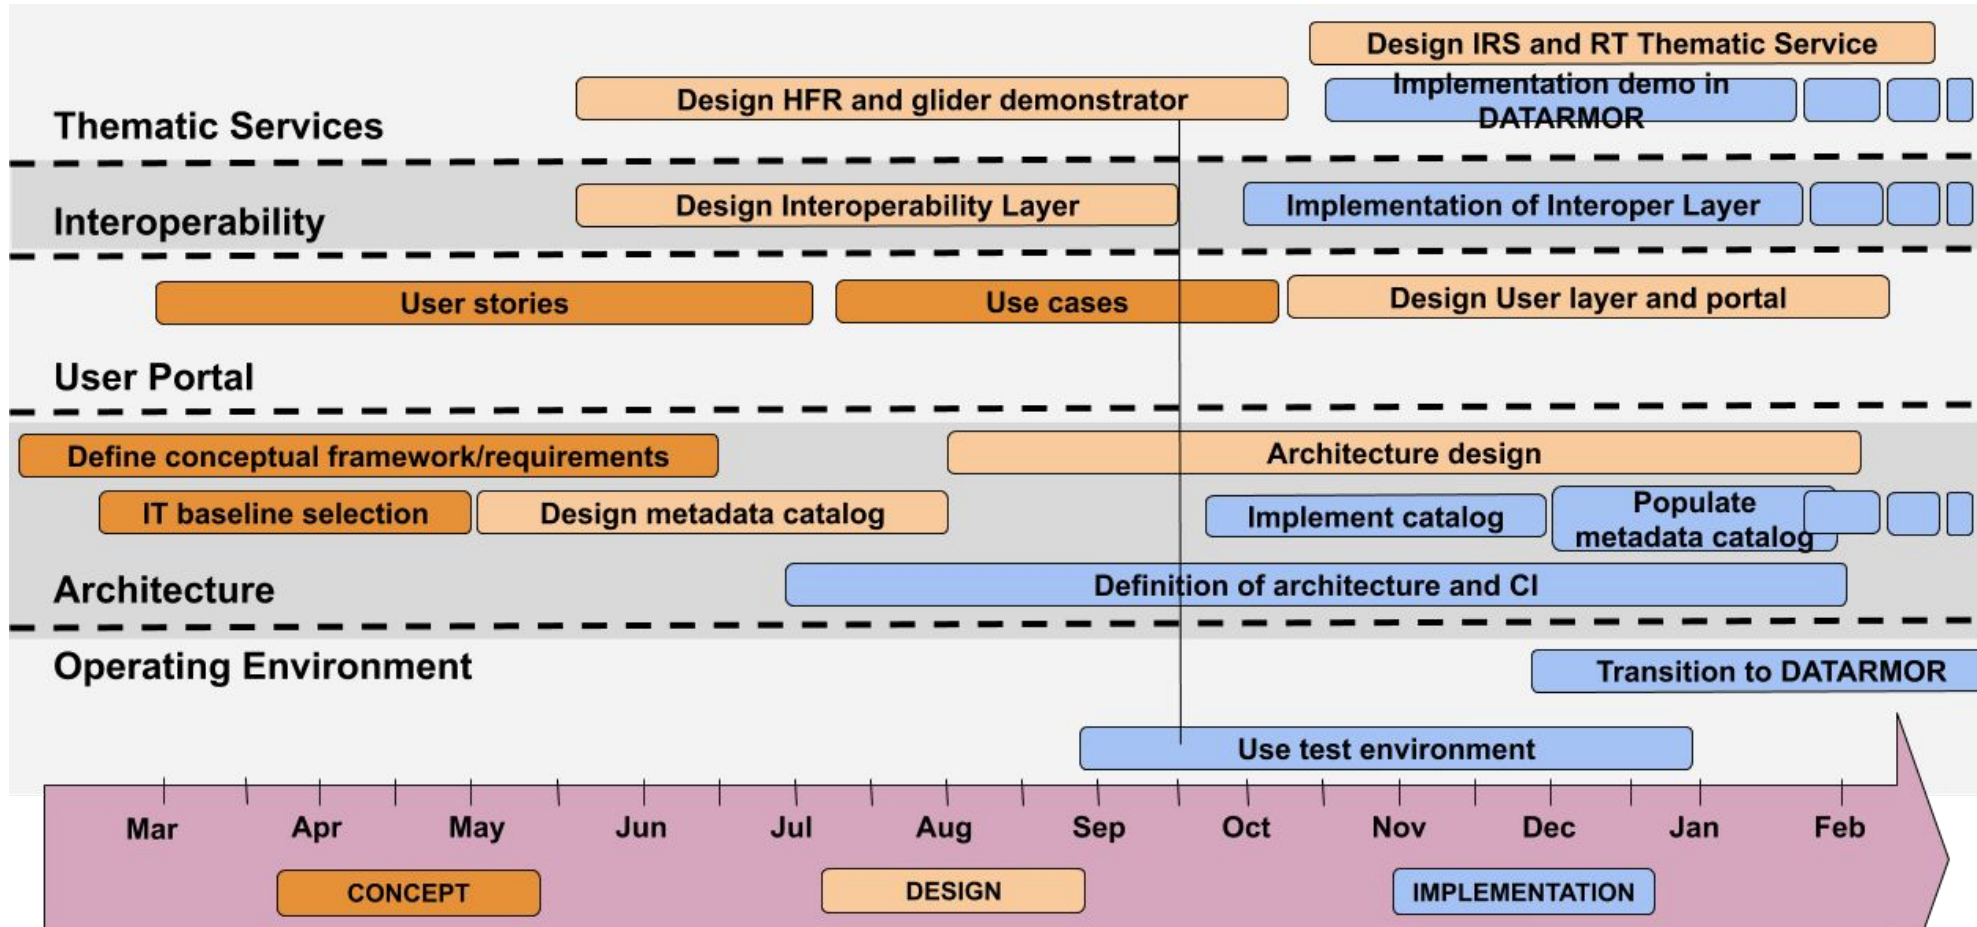 Design IRS and RT Thematic Service
Design HFR and glider demonstrator
Implementation demo in
DATARMOR
Thematic Services
Design Interoperability Layer
Implementation of Interoper Layer
Interoperability
User stories
Use cases
Design User layer and portal
User Portal
Define conceptual framework/requirements
Architecture design
IT baseline selection
Design metadata catalog
Implement catalog
Populate
metadata catalog
Architecture
Definition of architecture and CI
Operating Environment
Transition to DATARMOR
Use test environment
Mar Apr May Jun Jul Aug Sep Oct Nov Dec Jan Feb
CONCEPT DESIGN IMPLEMENTATION